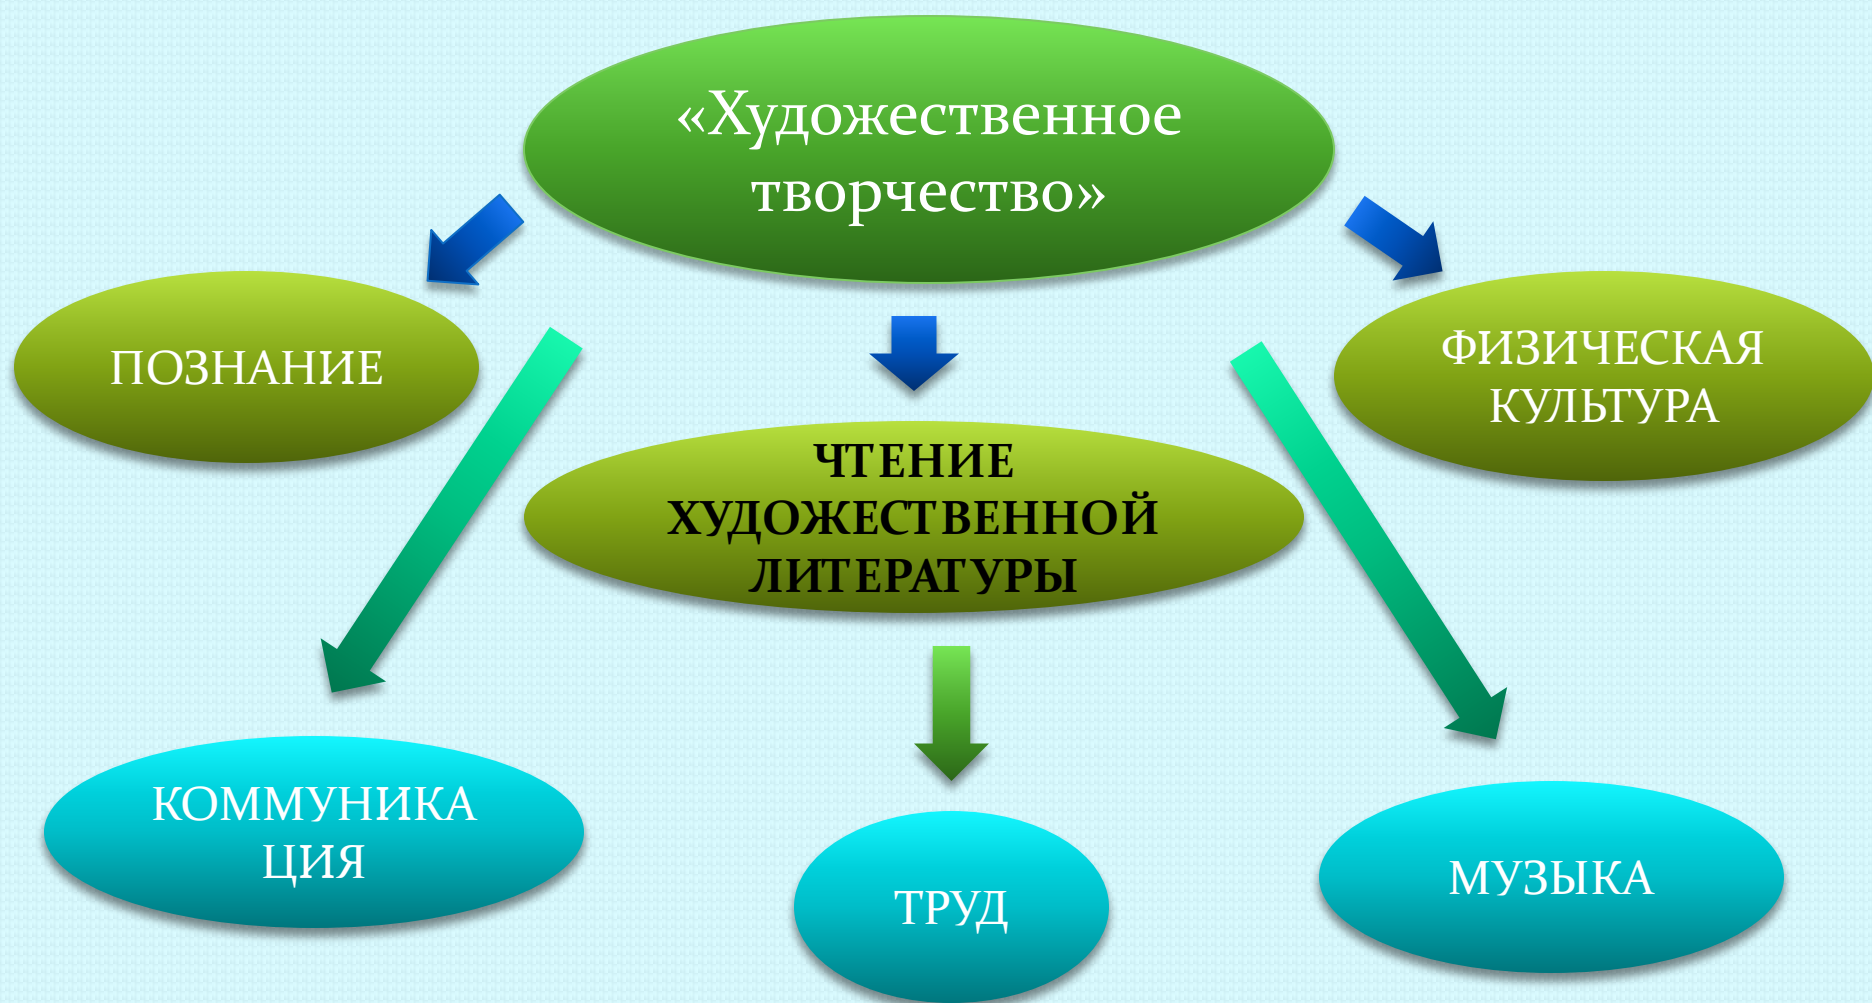 «Художественное
творчество»
ПОЗНАНИЕ
ФИЗИЧЕСКАЯ
КУЛЬТУРА
ЧТЕНИЕ
ХУДОЖЕСТВЕННОЙ
ЛИТЕРАТУРЫ
КОММУНИКА
ЦИЯ
ТРУД
МУЗЫКА